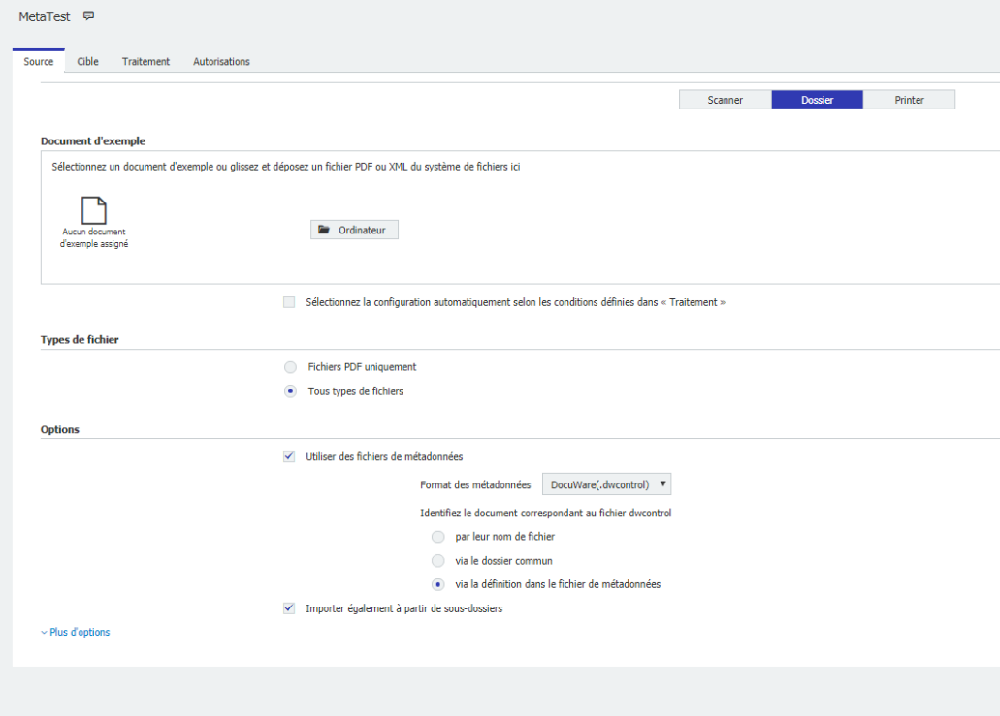 MetaTest
Source Cible Traitement Autorisations
Scanner Dossier Printer
Document d'exemple
Sélectionnez un document d'exemple ou glissez et déposez un fichier PDF ou XML du système de fichiers ici
Aucun document
d'exemple assigné
Ordinateur
Sélectionnez la configuration automatiquement selon les conditions définies dans « Traitement »
Types de fichier
Fichiers PDF uniquement
Tous types de fichiers
Options
Utiliser des fichiers de métadonnées
Format des métadonnées DocuWare(.dwcontrol)
Identifiez le document correspondant au fichier dwcontrol
par leur nom de fichier
via le dossier commun
via la définition dans le fichier de métadonnées
Importer également à partir de sous-dossiers
Plus d'options